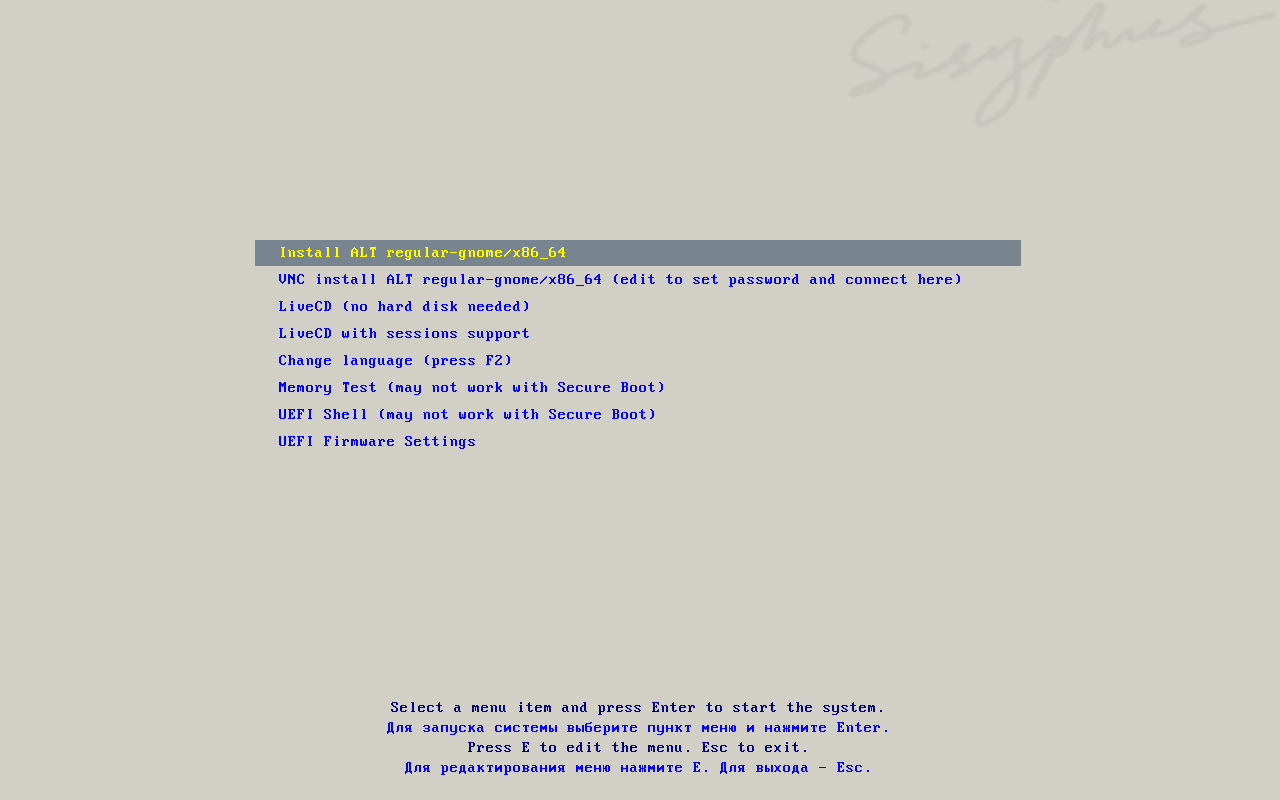 Sisyphus
Install ALT regular-gnome/x86_64
VNC install ALT regular-gnome/x86_64 (edit to set password and connect here)
LiveCD (no hard disk needed)
LiveCD with sessions support
Change language (press F2)
Memory Test (may not work with Secure Boot)
UEFI Shell (may not work with Secure Boot)
UEFI Firmware Settings
Select a menu item and press Enter to start the system.
Для запуска системы выберите пункт меню и нажмите Enter.
Press E to edit the menu. Esc to exit.
Для редактирования меню нажмите E. Для выхода - Esc.